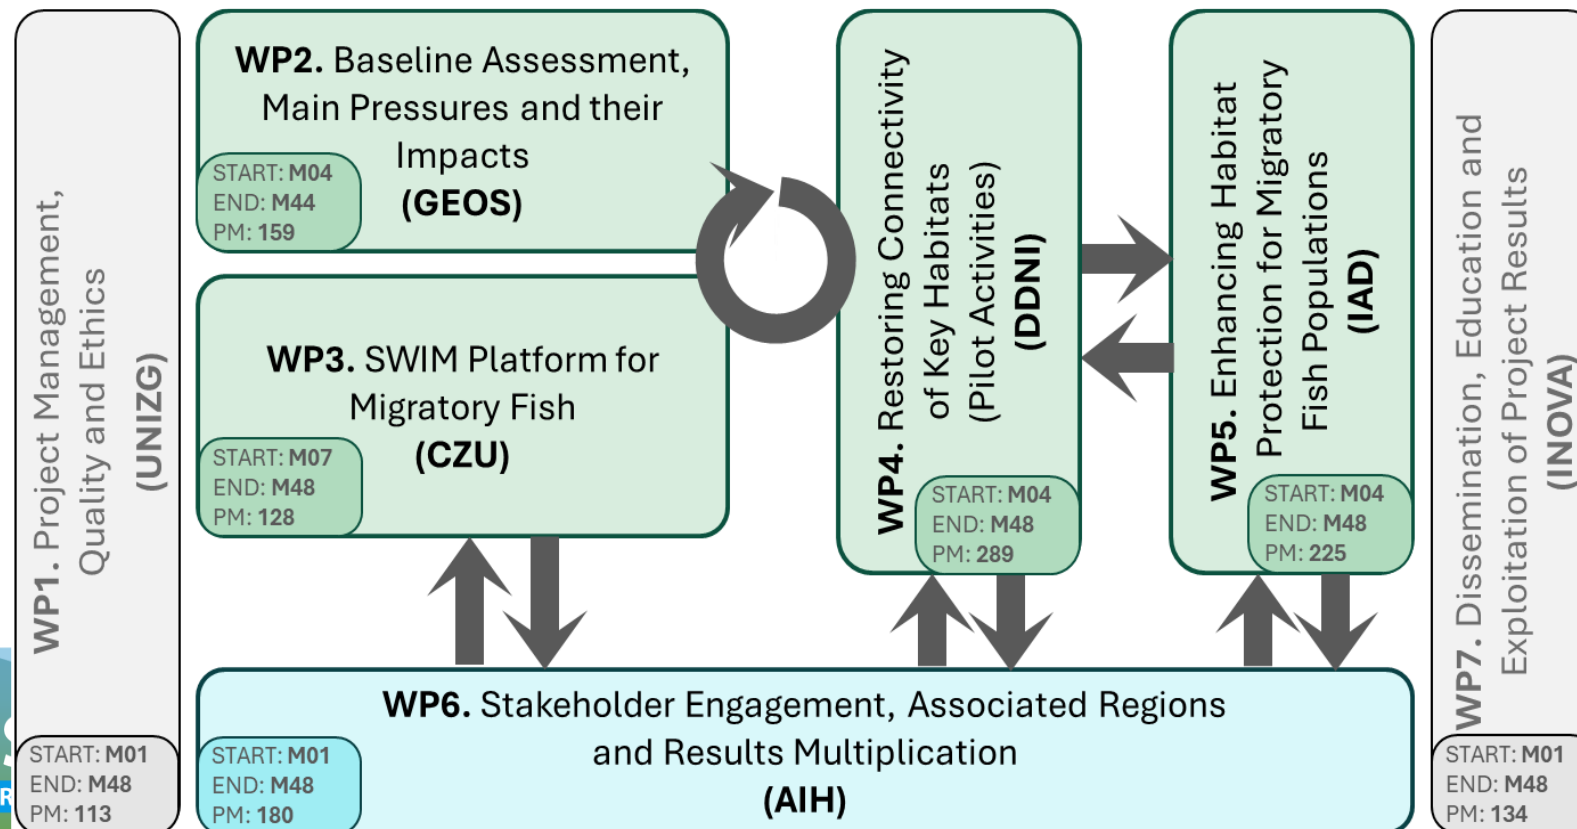 WP1. Project Management,
Quality and Ethics
(UNIZG)
START: M01
END: M48
PM: 113
WP2. Baseline Assessment,
Main Pressures and their
Impacts
(GEOS)
START: M04
END: M44
PM: 159
WP3. SWIM Platform for
Migratory Fish
(CZU)
START: M07
END: M48
PM: 128
WP4. Restoring Connectivity
of Key Habitats
(Pilot Activities)
(DDNI)
START: M04
END: M48
PM: 289
WP5. Enhancing Habitat
Protection for Migratory
Fish Populations
(IAD)
START: M04
END: M48
PM: 225
WP6. Stakeholder Engagement, Associated Regions
and Results Multiplication
(AIH)
START: M01
END: M48
PM: 180
WP7. Dissemination, Education and
Exploitation of Project Results
(INOVA)
START: M01
END: M48
PM: 134